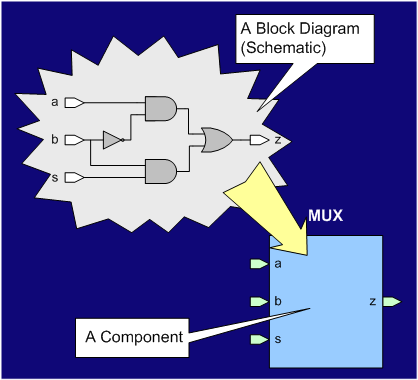 A Block Diagram
(Schematic)
a
b
z
s
MUX
a
b
z
s
A Component